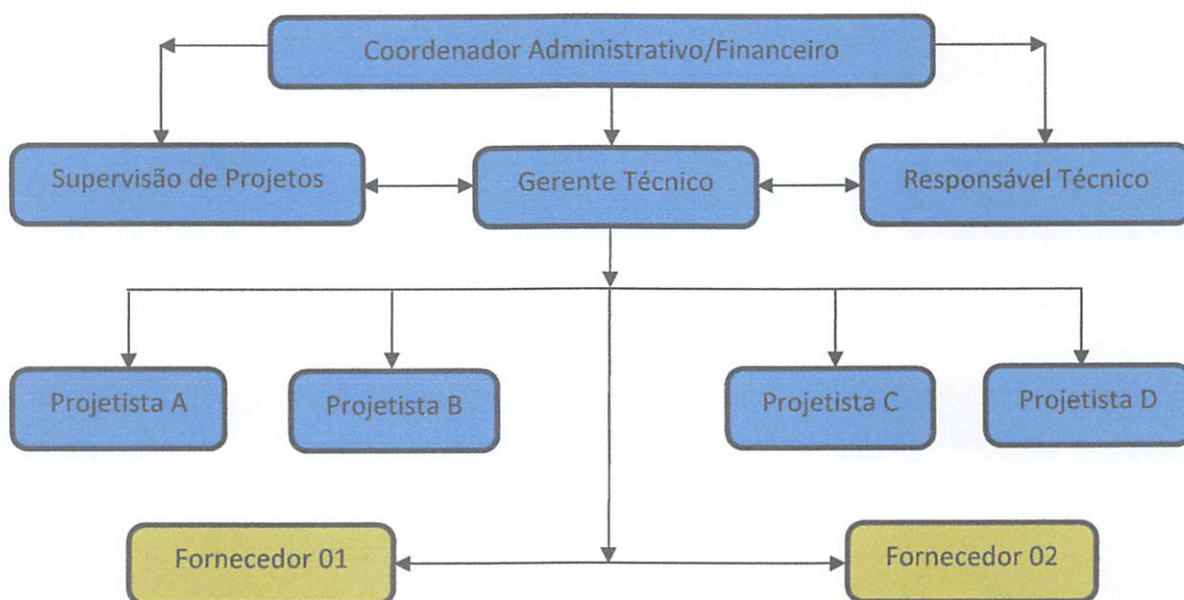 Coordenador Administrativo/Financeiro
Supervisão de Projetos
Gerente Técnico
Responsável Técnico
Projetista A
Projetista B
Projetista C
Projetista D
Fornecedor 01
Fornecedor 02